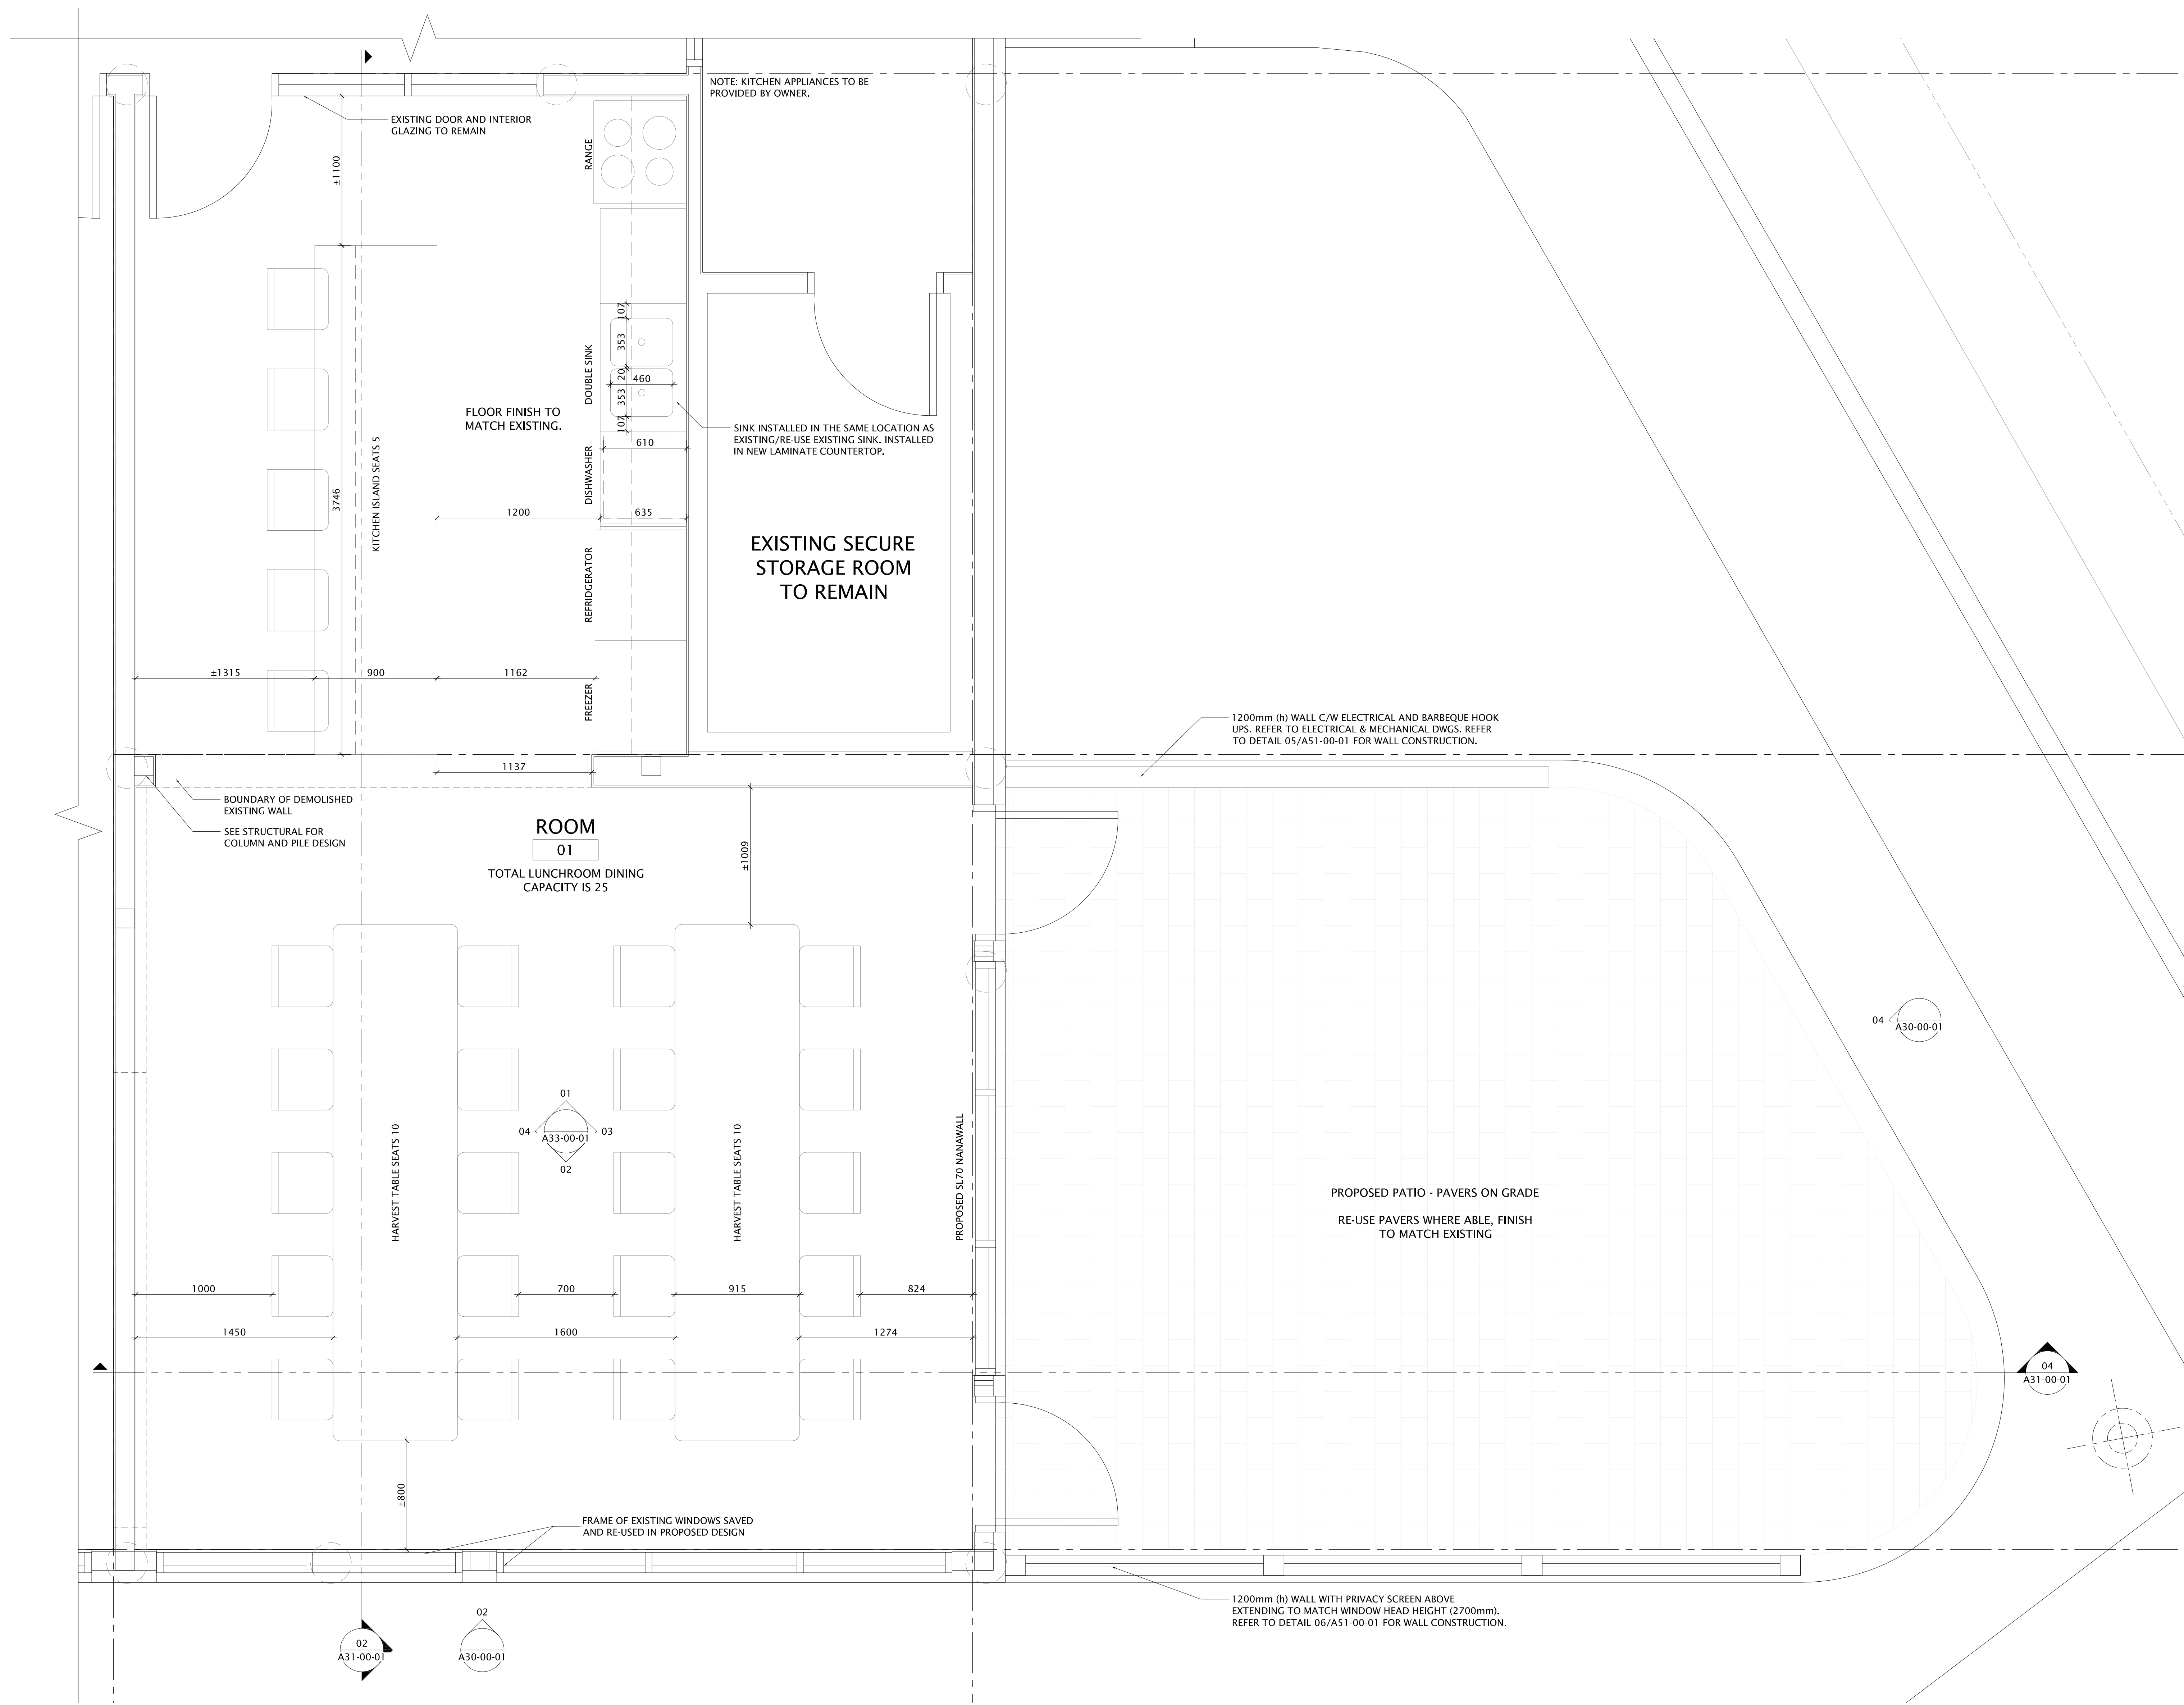 NOTE: KITCHEN APPLIANCES TO BE
PROVIDED BY OWNER.
EXISTING DOOR AND INTERIOR
GLAZING TO REMAIN
±1100
RANGE
107
353
20
353
107
460
DOUBLE SINK
FLOOR FINISH TO
MATCH EXISTING.
SINK INSTALLED IN THE SAME LOCATION AS
EXISTING/RE-USE EXISTING SINK. INSTALLED
IN NEW LAMINATE COUNTERTOP.
610
DISHWASHER
KITCHEN ISLAND SEATS 5
3746
1200
635
EXISTING SECURE
STORAGE ROOM
TO REMAIN
REFRIDGERATOR
±1315
900
1162
FREEZER
1200mm (h) WALL C/W ELECTRICAL AND BARBEQUE HOOK
UPS. REFER TO ELECTRICAL & MECHANICAL DWGS. REFER
TO DETAIL 05/A51-00-01 FOR WALL CONSTRUCTION.
1137
BOUNDARY OF DEMOLISHED
EXISTING WALL
SEE STRUCTURAL FOR
COLUMN AND PILE DESIGN
ROOM
01
TOTAL LUNCHROOM DINING
CAPACITY IS 25
±1009
04
A30-00-01
01
04
A33-00-01
03
02
HARVEST TABLE SEATS 10
HARVEST TABLE SEATS 10
PROPOSED SL70 NANAWALL
PROPOSED PATIO - PAVERS ON GRADE
RE-USE PAVERS WHERE ABLE, FINISH
TO MATCH EXISTING
1000
700
915
824
1450
1600
1274
04
A31-00-01
±800
FRAME OF EXISTING WINDOWS SAVED
AND RE-USED IN PROPOSED DESIGN
1200mm (h) WALL WITH PRIVACY SCREEN ABOVE
EXTENDING TO MATCH WINDOW HEAD HEIGHT (2700mm).
REFER TO DETAIL 06/A51-00-01 FOR WALL CONSTRUCTION.
02
A31-00-01
02
A30-00-01